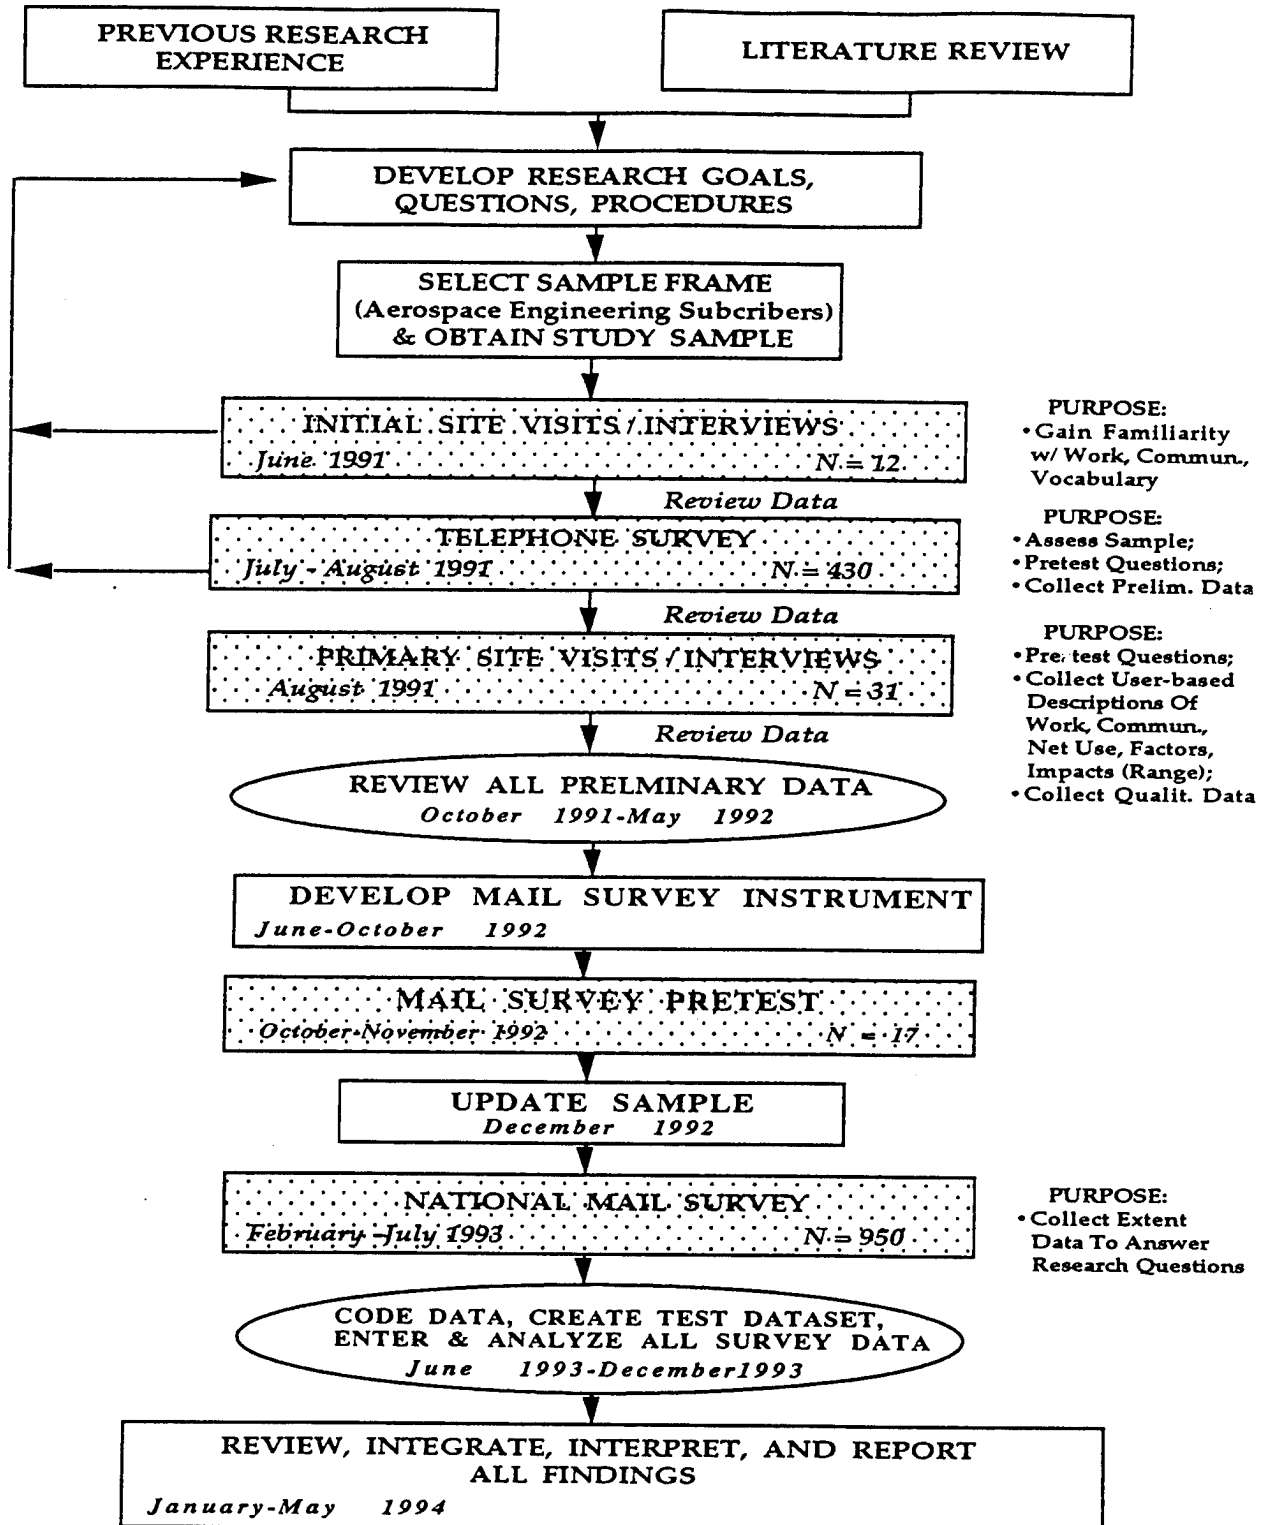 PREVIOUS RESEARCH
EXPERIENCE
LITERATURE REVIEW
DEVELOP RESEARCH GOALS,
QUESTIONS, PROCEDURES
SELECT SAMPLE FRAME
(Aerospace Engineering Subcribers)
& OBTAIN STUDY SAMPLE
INITIAL SITE VISITS / INTERVIEWS
June 1991 N = 12
PURPOSE:
• Gain Familiarity
w/ Work, Commun.,
Vocabulary
Review Data
TELEPHONE SURVEY
July - August 1991 N = 430
PURPOSE:
• Assess Sample;
• Pretest Questions;
• Collect Prelim. Data
Review Data
PRIMARY SITE VISITS / INTERVIEWS
August 1991 N = 31
PURPOSE:
• Pretest Questions;
• Collect User-based
Descriptions Of
Work, Commun.,
Net Use, Factors,
Impacts (Range);
• Collect Qualit. Data
Review Data
REVIEW ALL PRELMINARY DATA
October 1991-May 1992
DEVELOP MAIL SURVEY INSTRUMENT
June-October 1992
MAIL SURVEY PRETEST
October-November 1992 N = 17
UPDATE SAMPLE
December 1992
NATIONAL MAIL SURVEY
February -July 1993 N = 950
PURPOSE:
• Collect Extent
Data To Answer
Research Questions
CODE DATA, CREATE TEST DATASET,
ENTER & ANALYZE ALL SURVEY DATA
June 1993-December1993
REVIEW, INTEGRATE, INTERPRET, AND REPORT
ALL FINDINGS
January-May 1994